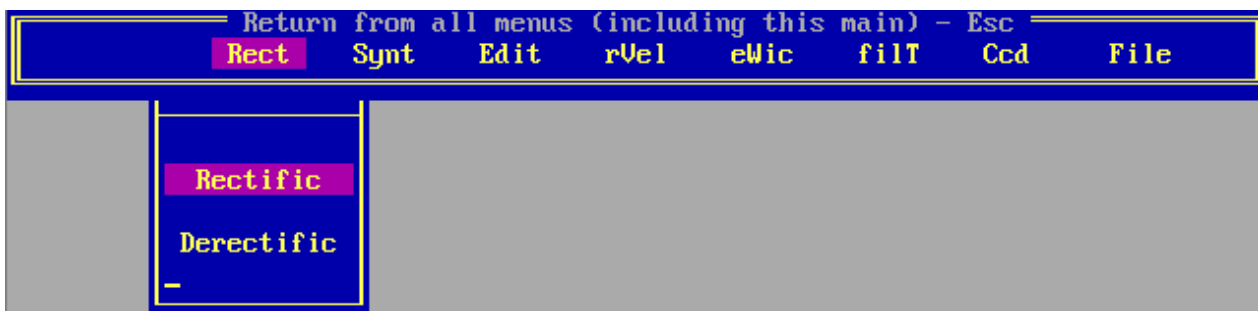 Return from all menus (including this main) - Esc
Rect Synt Edit rVel eWic filT Ccd File
Rectific
Derectific